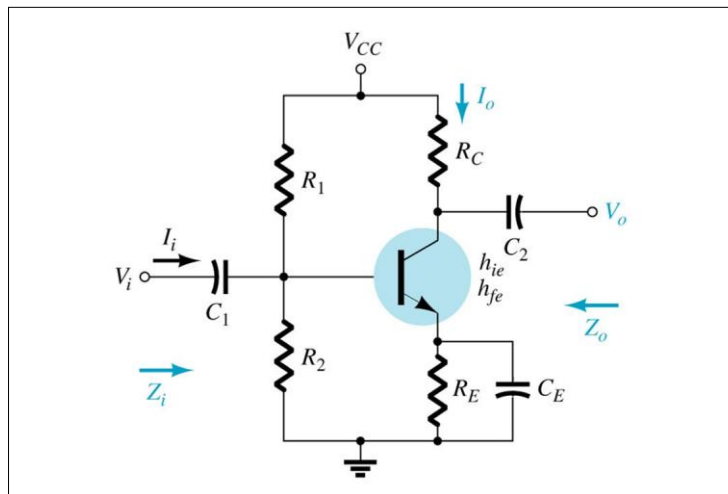 V_CC
I_o
R_C
R_1
V_o
C_2
I_i
h_ie
h_fe
V_i
C_1
Z_o
R_2
Z_i
R_E
C_E